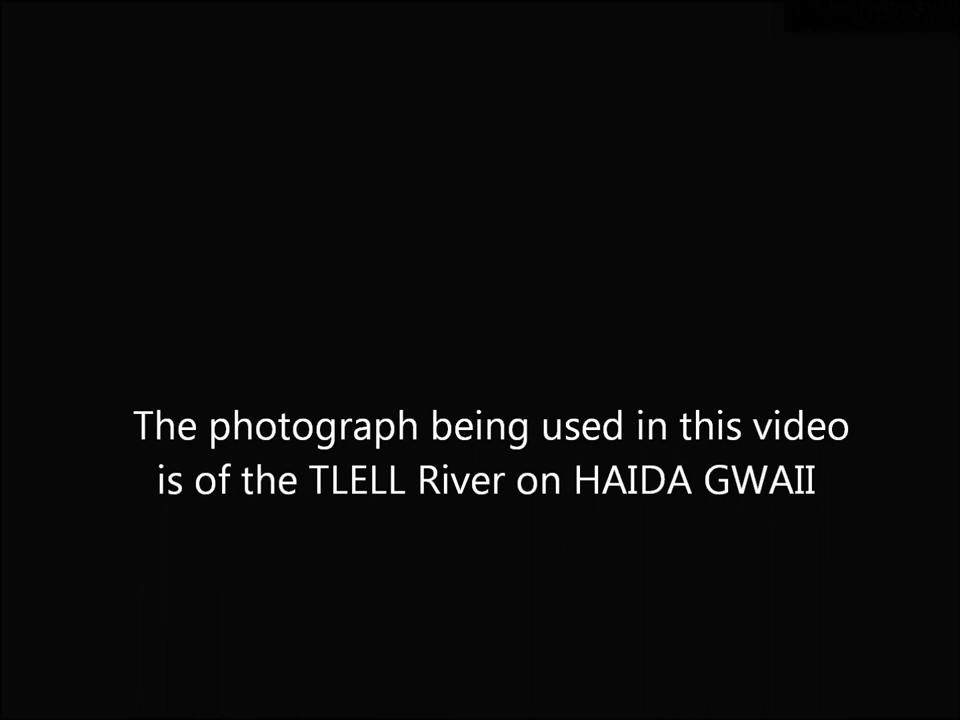 The photograph being used in this video
is of the TLELL River on HAIDA GWAII